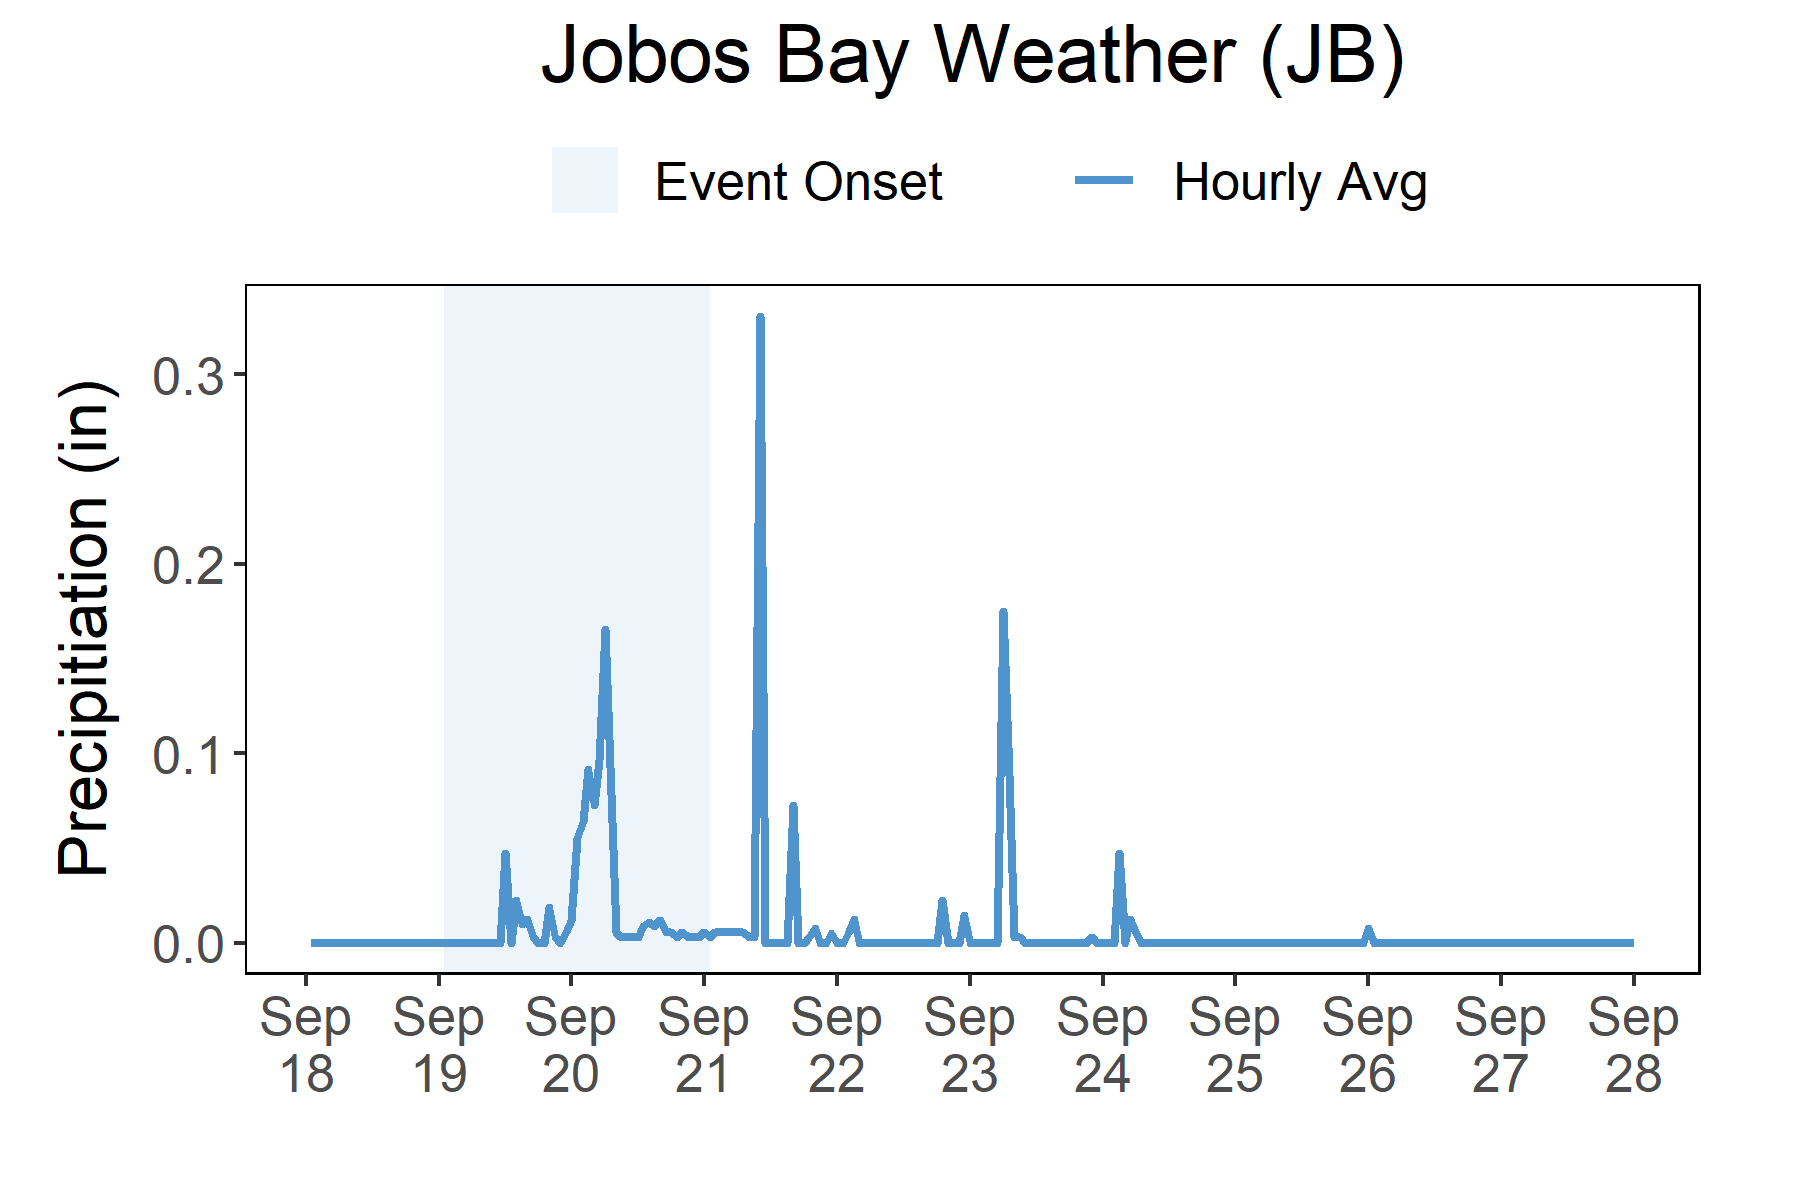 Jobos Bay Weather (JB)
Event Onset Hourly Avg
Precipitiation (in)
0.3
0.2
0.1
0.0
Sep Sep Sep Sep Sep Sep Sep Sep Sep Sep Sep
18 19 20 21 22 23 24 25 26 27 28